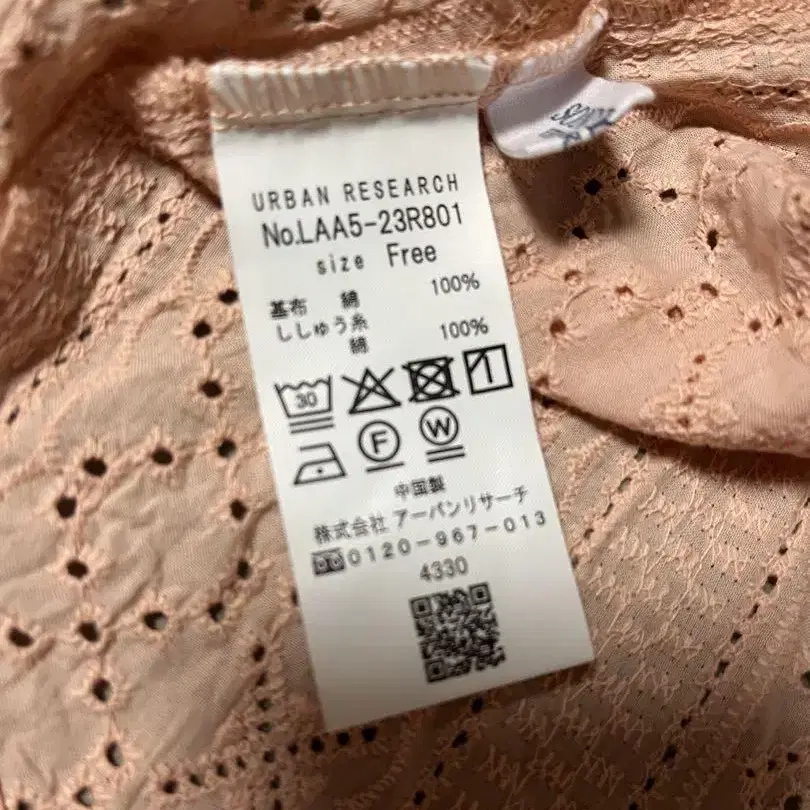 URBAN RESEARCH
No.LAA5-23R801
size Free
基布 綿 100%
ししゅう糸
綿 100%
30
F W
中国製
株式会社 アーバンリサーチ
0120-967-013
4330